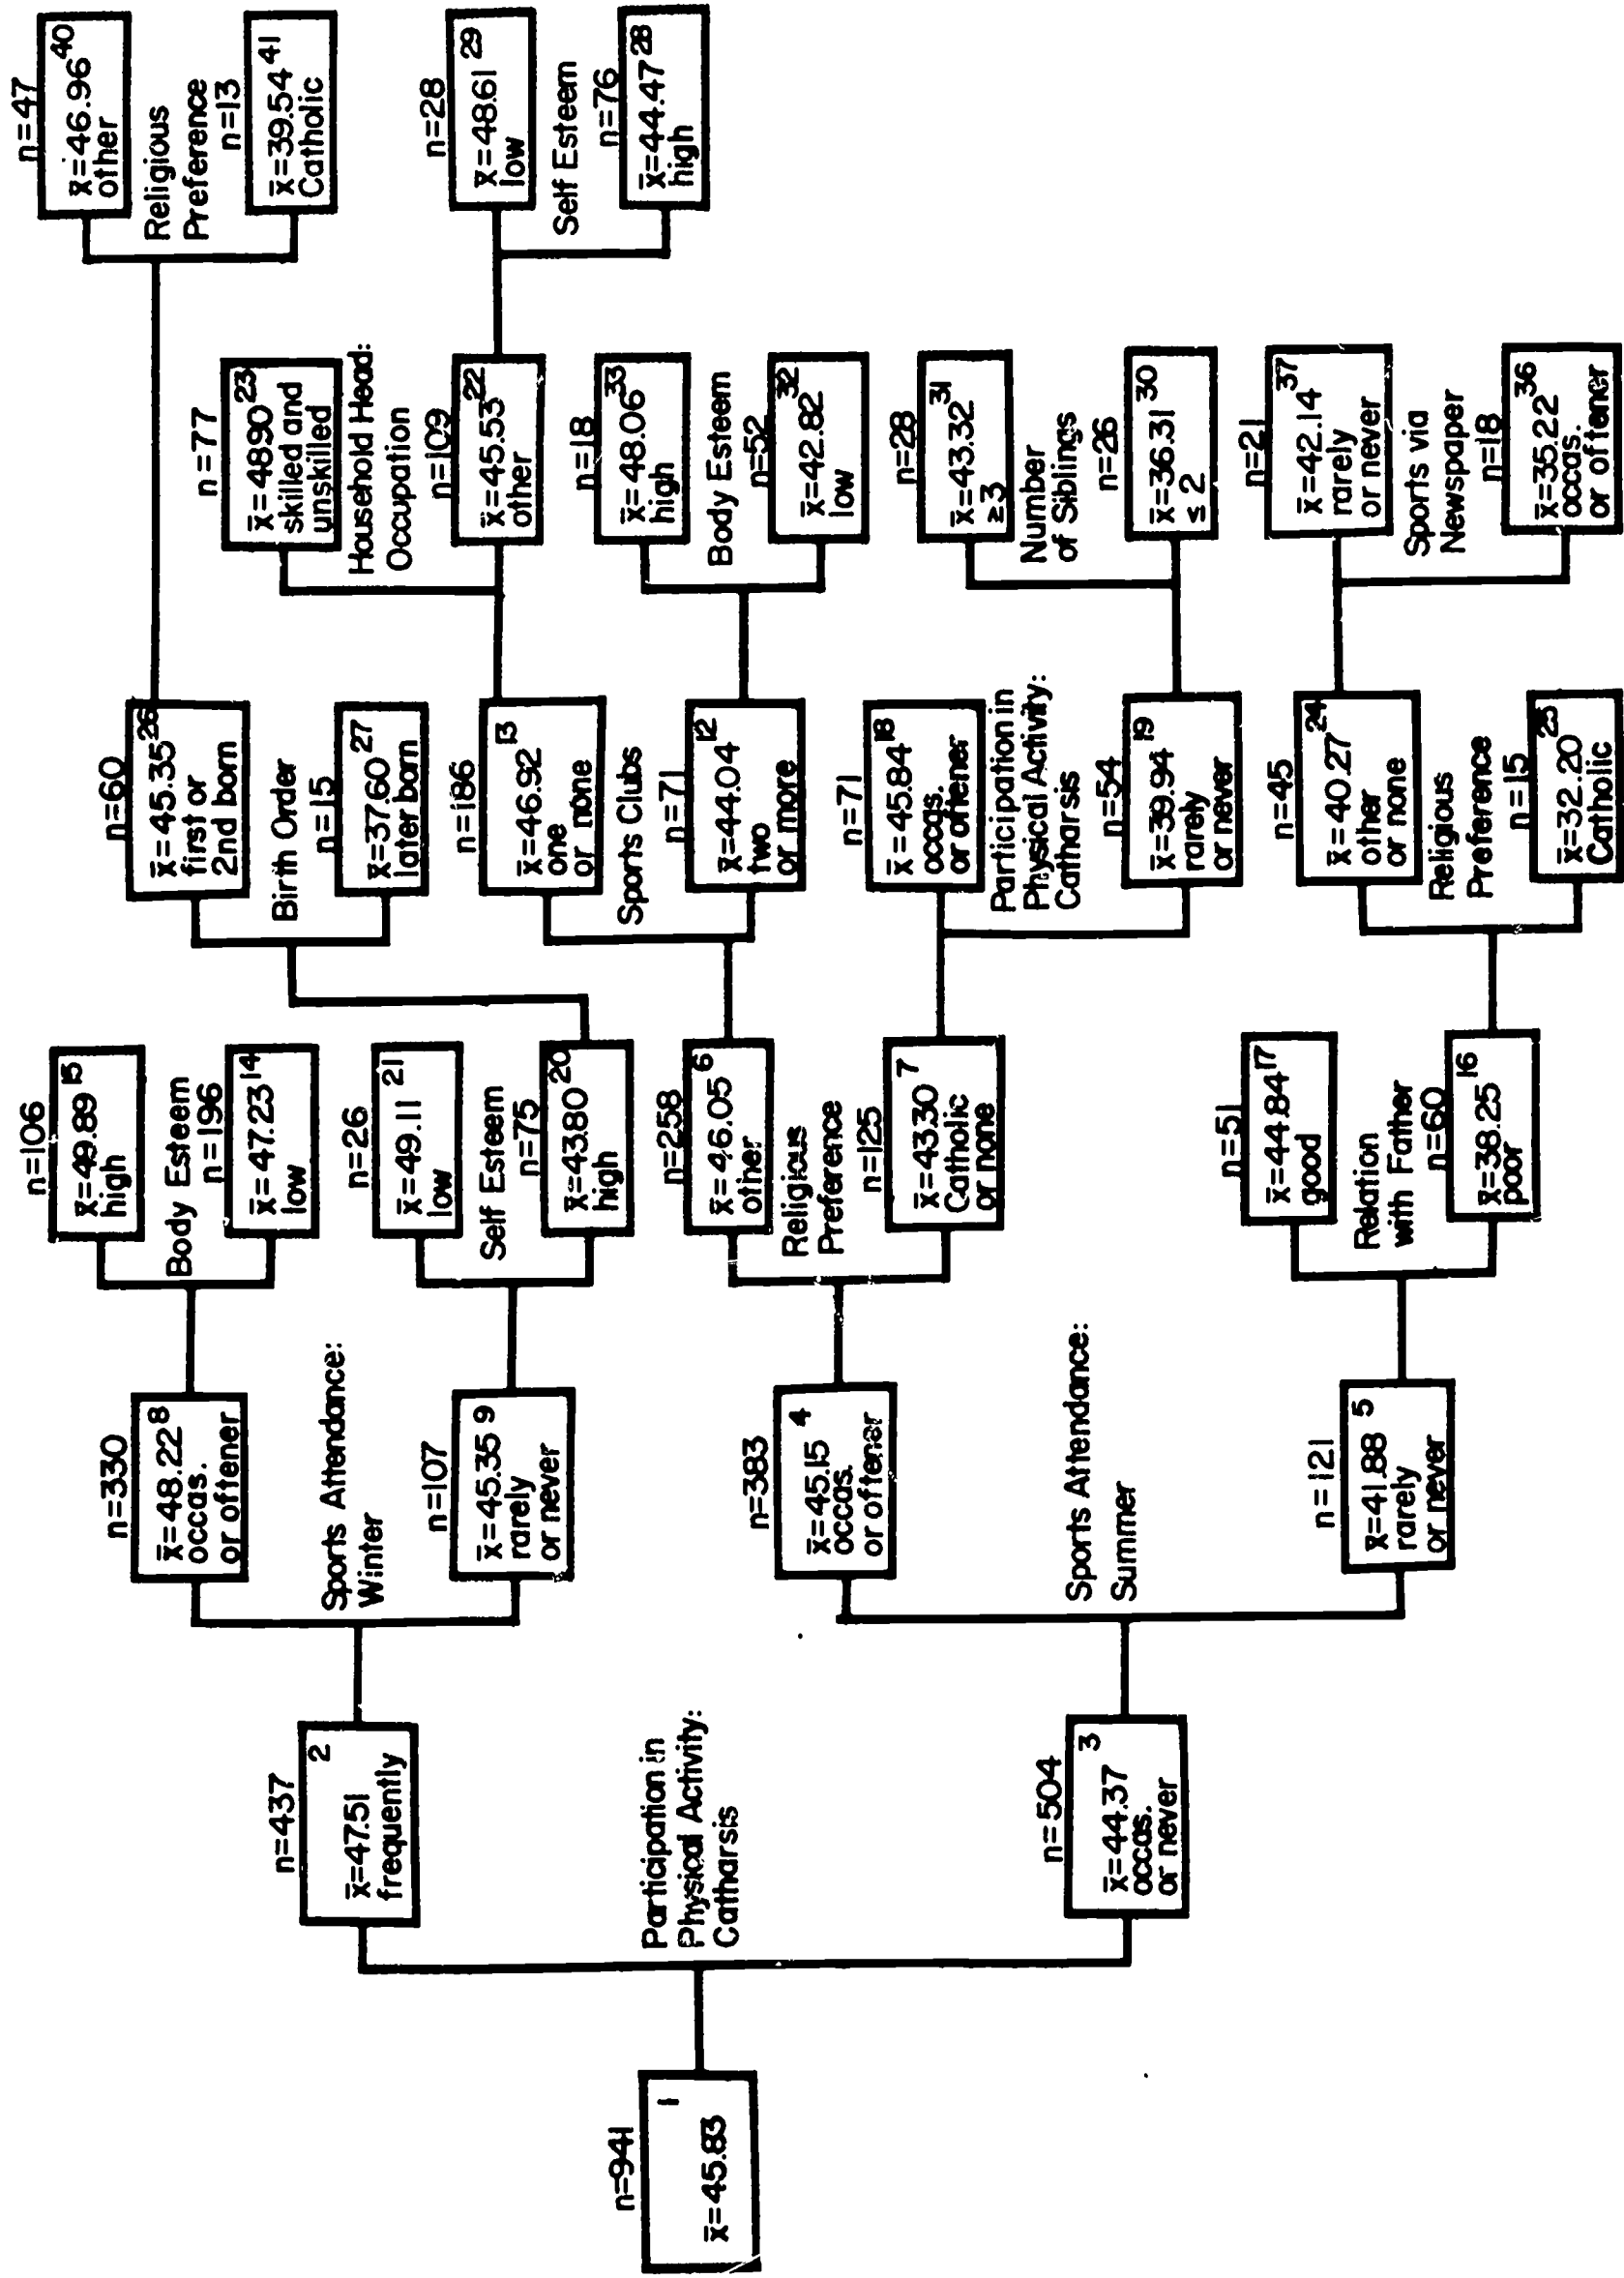 n=941
1
x̄=45.83
Participation in
Physical Activity:
Catharsis
n=437
2
x̄=47.51
frequently
n=504
3
x̄=44.37
occas.
or never
Sports Attendance:
Winter
n=330
x̄=48.22 8
occas.
or oftener
n=107
x̄=45.35 9
rarely
or never
Sports Attendance:
Summer
n=383
x̄=45.15 4
occas.
or oftener
n=121
x̄=41.88 5
rarely
or never
n=106
x̄=49.89 15
high
Body Esteem
n=196
x̄=47.23 14
low
n=26
x̄=49.11 21
low
Self Esteem
n=75
x̄=43.80 20
high
n=258
x̄=46.05 6
other
Religious
Preference
n=125
x̄=43.30 7
Catholic
or none
n=51
x̄=44.84 17
good
Relation
with Father
n=60
x̄=38.25 16
poor
n=60
x̄=45.35 26
first or
2nd born
Birth Order
n=15
x̄=37.60 27
later born
n=186
x̄=46.92 13
one
or none
Sports Clubs
n=71
x̄=44.04 12
two
or more
n=71
x̄=45.84 18
occas.
or oftener
Participation in
Physical Activity:
Catharsis
n=54
x̄=39.94 19
rarely
or never
n=45
x̄=40.27 24
other
or none
Religious
Preference
n=15
x̄=32.20 25
Catholic
n=77
x̄=48.90 23
skilled and
unskilled
Household Head:
Occupation
n=109
x̄=45.53 22
other
n=18
x̄=48.06 33
high
Body Esteem
n=52
x̄=42.82 32
low
n=28
x̄=43.32 31
≥3
Number
of Siblings
n=26
x̄=36.31 30
≤ 2
n=21
x̄=42.14 37
rarely
or never
Sports via
Newspaper
n=18
x̄=35.22 36
occas.
or oftener
n=47
x̄=46.96 40
other
Religious
Preference
n=13
x̄=39.54 41
Catholic
n=28
x̄=48.61 29
low
Self Esteem
n=76
x̄=44.47 28
high